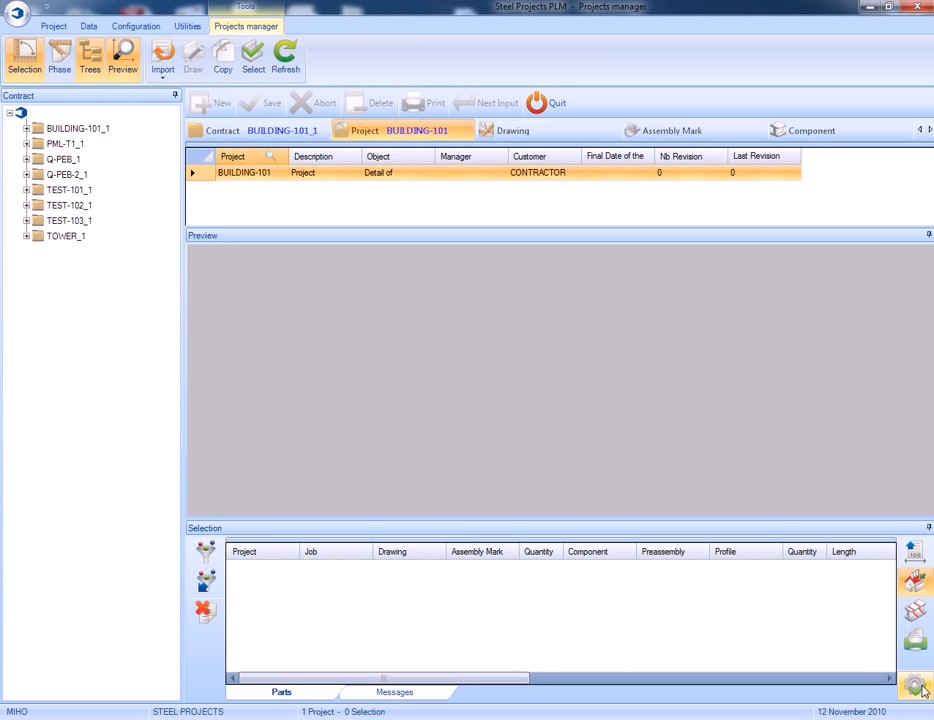 Tools
Steel Projects PLM - Projects manager
Project Data Configuration Utilities Projects manager
Selection Phase Trees Preview Import Draw Copy Select Refresh
Contract
New Save Abort Delete Print Next Input Quit
Contract BUILDING-101_1 Project BUILDING-101 Drawing Assembly Mark Component
Project Description Object Manager Customer Final Date of the Nb Revision Last Revision
BUILDING-101 Project Detail of CONTRACTOR 0 0
BUILDING-101_1
PML-T1_1
Q-PEB_1
Q-PEB-2_1
TEST-101_1
TEST-102_1
TEST-103_1
TOWER_1
Preview
Selection
Project Job Drawing Assembly Mark Quantity Component Preassembly Profile Quantity Length
100
Parts Messages
MIHO STEEL PROJECTS 1 Project - 0 Selection 12 November 2010